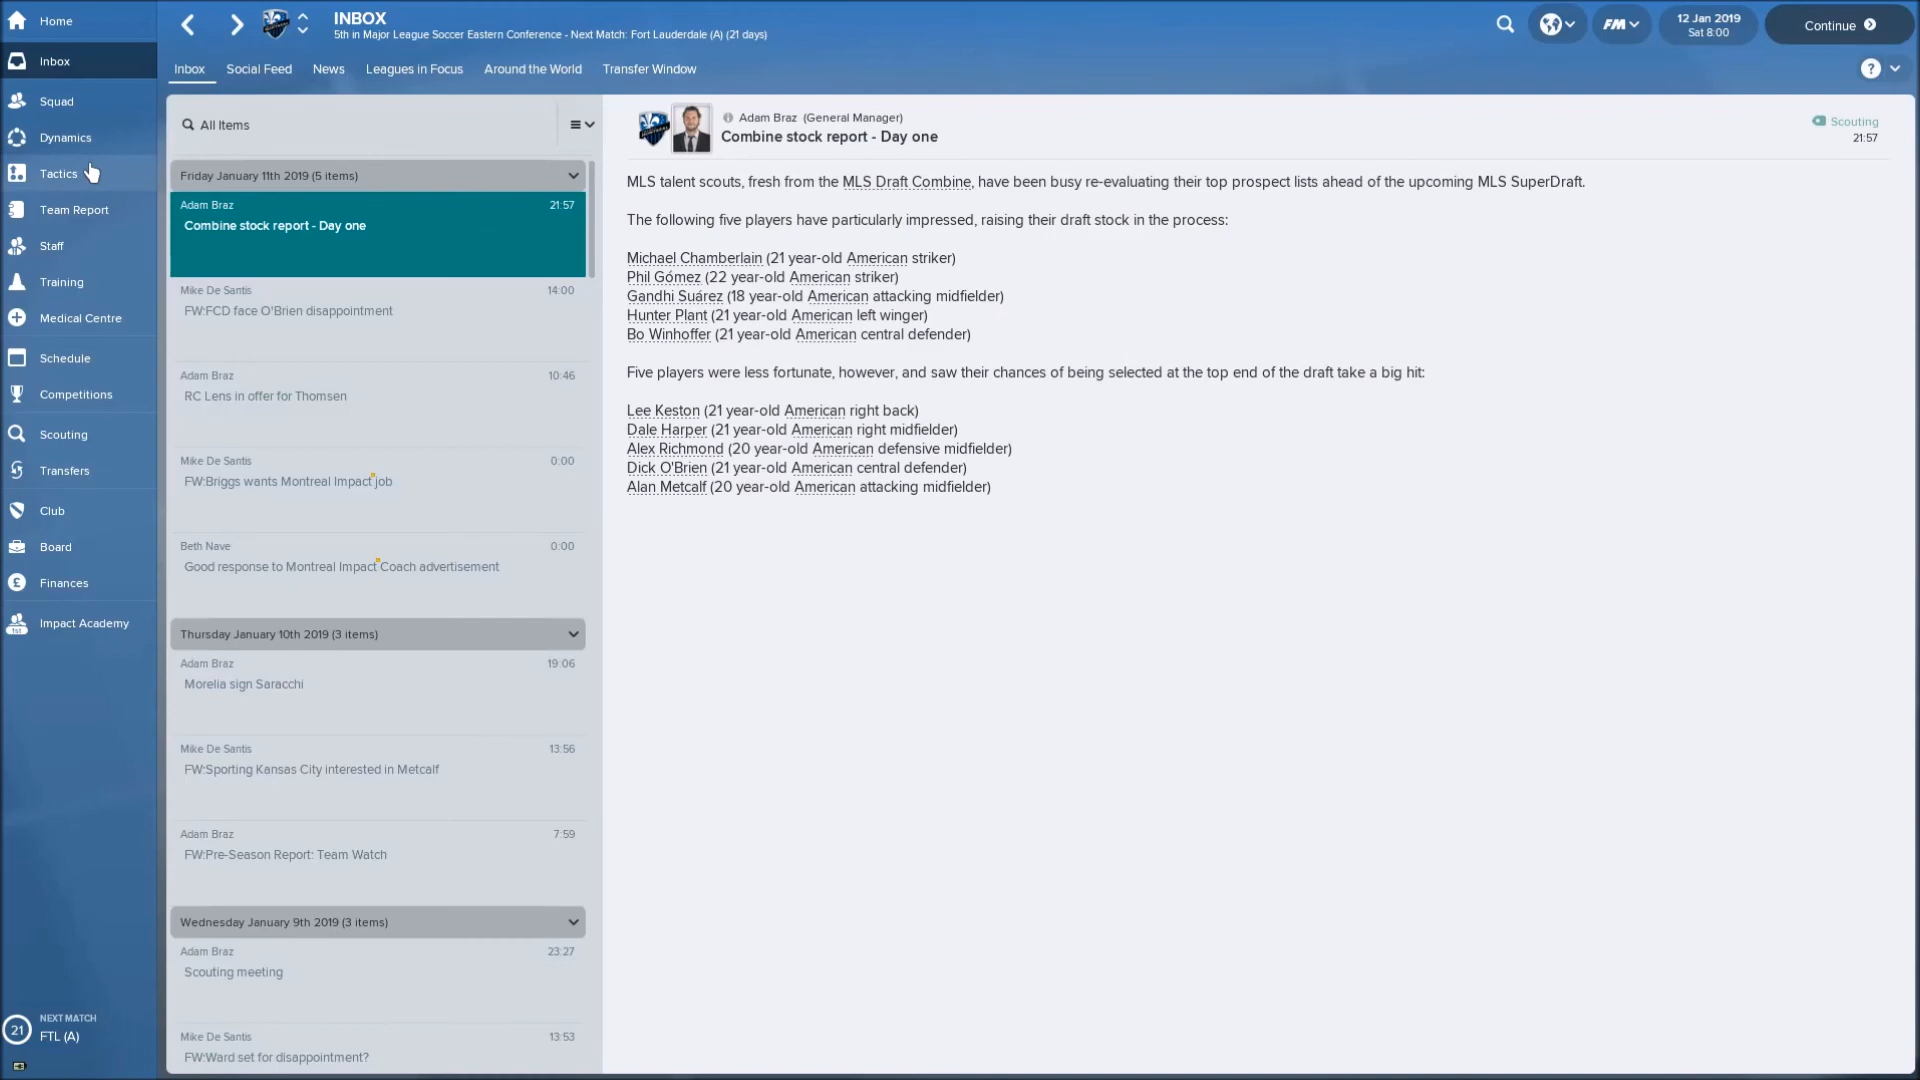 Home
Inbox
Squad
Dynamics
Tactics
Team Report
Staff
Training
Medical Centre
Schedule
Competitions
Scouting
Transfers
Club
Board
Finances
1st
Impact Academy
21
NEXT MATCH
FTL (A)
INBOX
5th in Major League Soccer Eastern Conference - Next Match: Fort Lauderdale (A) (21 days)
FM
12 Jan 2019
Sat 8:00
Continue
Inbox Social Feed News Leagues in Focus Around the World Transfer Window
?
All Items
Friday January 11th 2019 (5 items)
Adam Braz 21:57
Combine stock report - Day one
Mike De Santis 14:00
FW:FCD face O'Brien disappointment
Adam Braz 10:46
RC Lens in offer for Thomsen
Mike De Santis 0:00
FW:Briggs wants Montreal Impact job
Beth Nave 0:00
Good response to Montreal Impact Coach advertisement
Thursday January 10th 2019 (3 items)
Adam Braz 19:06
Morelia sign Saracchi
Mike De Santis 13:56
FW:Sporting Kansas City interested in Metcalf
Adam Braz 7:59
FW:Pre-Season Report: Team Watch
Wednesday January 9th 2019 (3 items)
Adam Braz 23:27
Scouting meeting
Mike De Santis 13:53
FW:Ward set for disappointment?
Adam Braz (General Manager)
Combine stock report - Day one
Scouting
21:57
MLS talent scouts, fresh from the MLS Draft Combine, have been busy re-evaluating their top prospect lists ahead of the upcoming MLS SuperDraft.
The following five players have particularly impressed, raising their draft stock in the process:
Michael Chamberlain (21 year-old American striker)
Phil Gómez (22 year-old American striker)
Gandhi Suárez (18 year-old American attacking midfielder)
Hunter Plant (21 year-old American left winger)
Bo Winhoffer (21 year-old American central defender)
Five players were less fortunate, however, and saw their chances of being selected at the top end of the draft take a big hit:
Lee Keston (21 year-old American right back)
Dale Harper (21 year-old American right midfielder)
Alex Richmond (20 year-old American defensive midfielder)
Dick O'Brien (21 year-old American central defender)
Alan Metcalf (20 year-old American attacking midfielder)